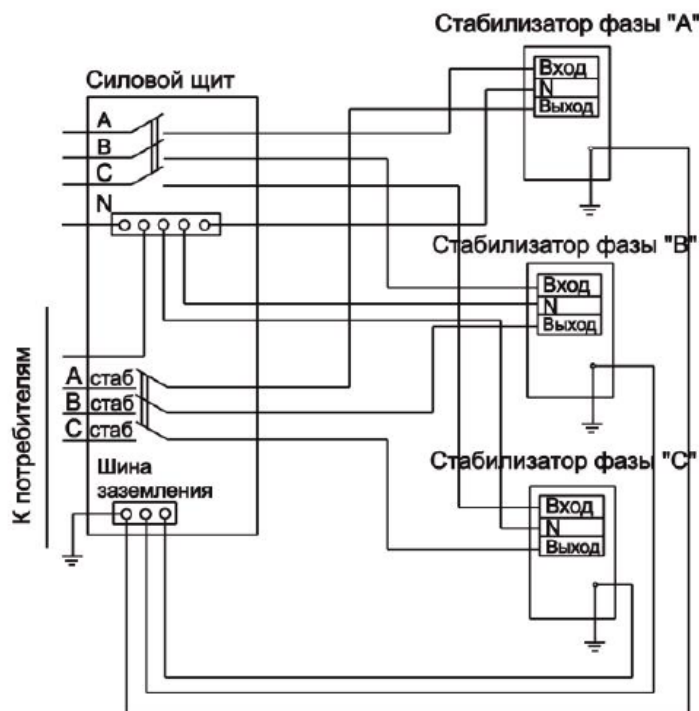 Стабилизатор фазы "A"
Силовой щит
Вход
N
Выход
A
B
C
N
Стабилизатор фазы "B"
Вход
N
Выход
К потребителям
A стаб
B стаб
C стаб
Шина
заземления
Стабилизатор фазы "C"
Вход
N
Выход